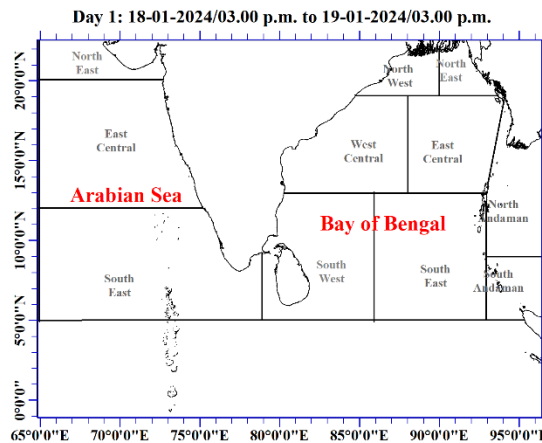 Day 1: 18-01-2024/03.00 p.m. to 19-01-2024/03.00 p.m.
North
East
North
West
North
East
East
Central
West
Central
East
Central
Arabian Sea
Bay of Bengal
North
Andaman
South
East
South
West
South
East
South
Andaman
20°0'0"N
15°0'0"N
10°0'0"N
5°0'0"N
0°0'0"
65°0'0"E 70°0'0"E 75°0'0"E 80°0'0"E 85°0'0"E 90°0'0"E 95°0'0"E